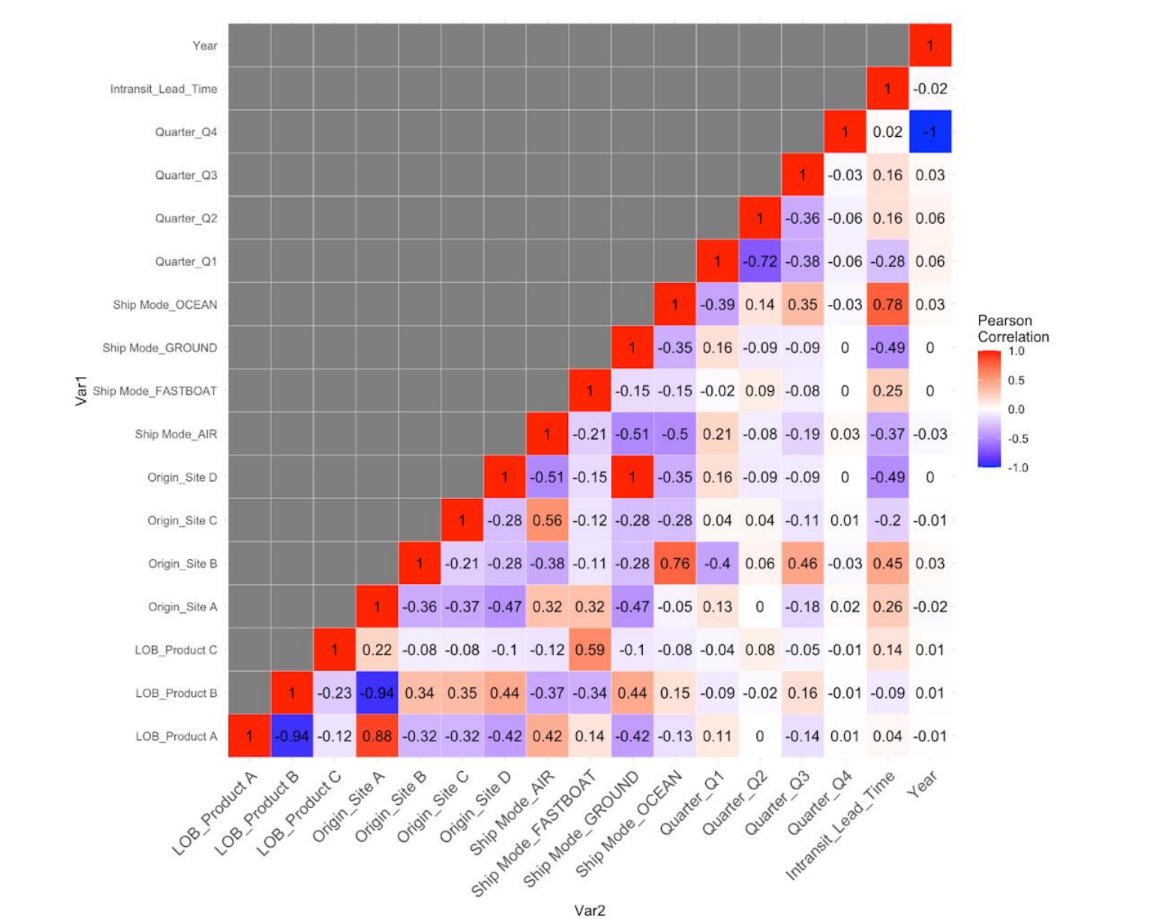 Year 1
Intransit_Lead_Time 1 -0.02
Quarter_Q4 1 0.02 -1
Quarter_Q3 1 -0.03 0.16 0.03
Quarter_Q2 1 -0.36 -0.06 0.16 0.06
Quarter_Q1 1 -0.72 -0.38 -0.06 -0.28 0.06
Ship Mode_OCEAN 1 -0.39 0.14 0.35 -0.03 0.78 0.03
Ship Mode_GROUND 1 -0.35 0.16 -0.09 -0.09 0 -0.49 0
Ship Mode_FASTBOAT 1 -0.15 -0.15 -0.02 0.09 -0.08 0 0.25 0
Ship Mode_AIR 1 -0.21 -0.51 -0.5 0.21 -0.08 -0.19 0.03 -0.37 -0.03
Origin_Site D 1 -0.51 -0.15 1 -0.35 0.16 -0.09 -0.09 0 -0.49 0
Origin_Site C 1 -0.28 0.56 -0.12 -0.28 -0.28 0.04 0.04 -0.11 0.01 -0.2 -0.01
Origin_Site B 1 -0.21 -0.28 -0.38 -0.11 -0.28 0.76 -0.4 0.06 0.46 -0.03 0.45 0.03
Origin_Site A 1 -0.36 -0.37 -0.47 0.32 0.32 -0.47 -0.05 0.13 0 -0.18 0.02 0.26 -0.02
LOB_Product C 1 0.22 -0.08 -0.08 -0.1 -0.12 0.59 -0.1 -0.08 -0.04 0.08 -0.05 -0.01 0.14 0.01
LOB_Product B 1 -0.23 -0.94 0.34 0.35 0.44 -0.37 -0.34 0.44 0.15 -0.09 -0.02 0.16 -0.01 -0.09 0.01
LOB_Product A 1 -0.94 -0.12 0.88 -0.32 -0.32 -0.42 0.42 0.14 -0.42 -0.13 0.11 0 -0.14 0.01 0.04 -0.01
LOB_Product A
LOB_Product B
LOB_Product C
Origin_Site A
Origin_Site B
Origin_Site C
Origin_Site D
Ship Mode_AIR
Ship Mode_FASTBOAT
Ship Mode_GROUND
Ship Mode_OCEAN
Quarter_Q1
Quarter_Q2
Quarter_Q3
Quarter_Q4
Intransit_Lead_Time
Year
Var1
Var2
Pearson
Correlation
1.0
0.5
0.0
-0.5
-1.0